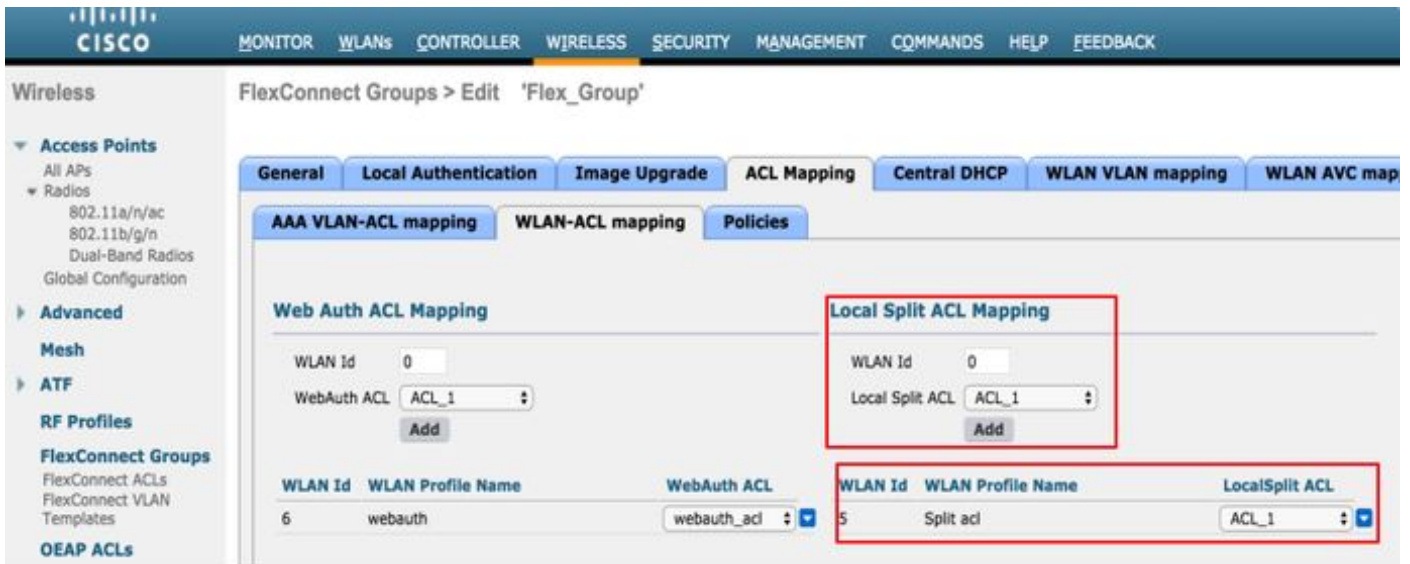 CISCO
MONITOR WLANs CONTROLLER WIRELESS SECURITY MANAGEMENT COMMANDS HELP FEEDBACK
Wireless
Access Points
All APs
Radios
802.11a/n/ac
802.11b/g/n
Dual-Band Radios
Global Configuration
Advanced
Mesh
ATF
RF Profiles
FlexConnect Groups
FlexConnect ACLs
FlexConnect VLAN
Templates
OEAP ACLs
FlexConnect Groups > Edit 'Flex_Group'
General Local Authentication Image Upgrade ACL Mapping Central DHCP WLAN VLAN mapping WLAN AVC map
AAA VLAN-ACL mapping WLAN-ACL mapping Policies
Web Auth ACL Mapping
WLAN Id 0
WebAuth ACL ACL_1
Add
WLAN Id WLAN Profile Name WebAuth ACL
6 webauth webauth_acl
Local Split ACL Mapping
WLAN Id 0
Local Split ACL ACL_1
Add
WLAN Id WLAN Profile Name LocalSplit ACL
5 Split acl ACL_1